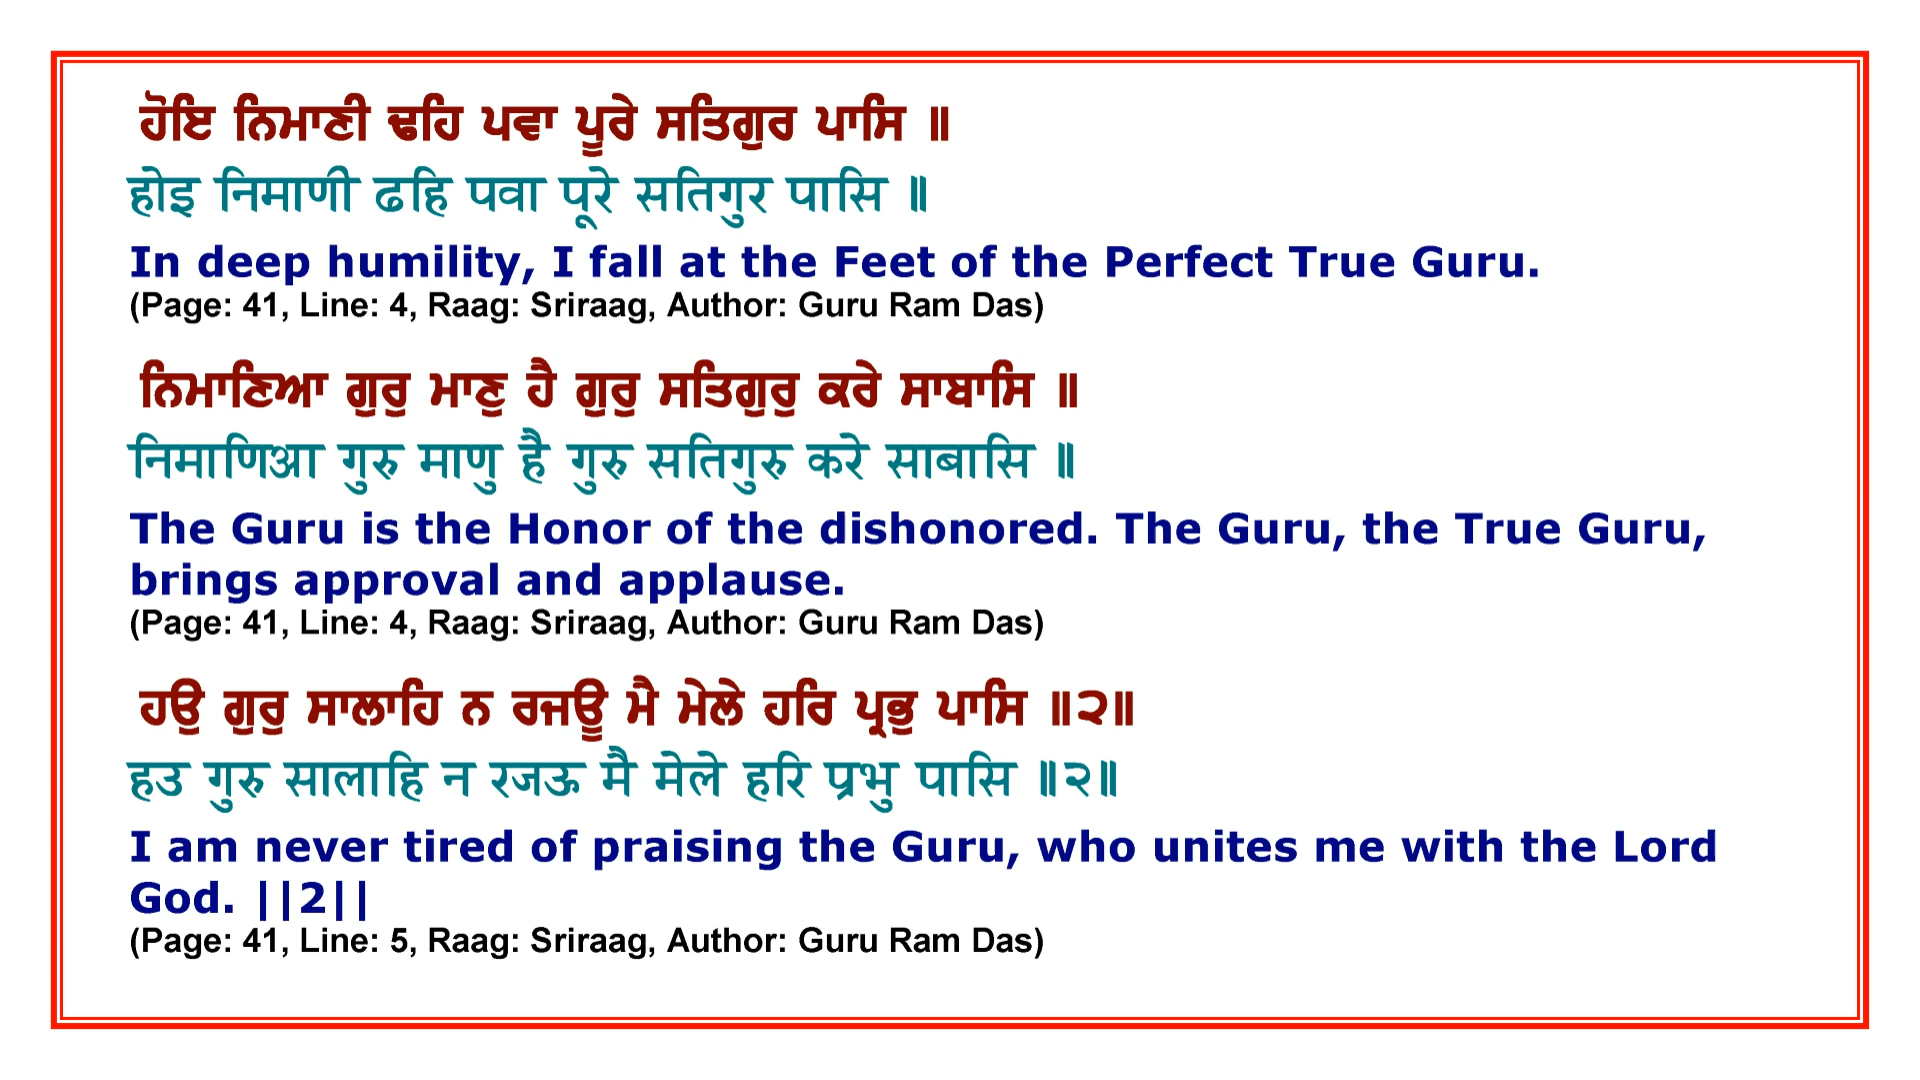 ਹੋਇ ਨਿਮਾਣੀ ਢਹਿ ਪਵਾ ਪੂਰੇ ਸਤਿਗੁਰ ਪਾਸਿ ॥
होइ निमाणी ढहि पवा पूरे सतिगुर पासि ॥
In deep humility, I fall at the Feet of the Perfect True Guru.
(Page: 41, Line: 4, Raag: Sriraag, Author: Guru Ram Das)
ਨਿਮਾਣਿਆ ਗੁਰੁ ਮਾਣੁ ਹੈ ਗੁਰੁ ਸਤਿਗੁਰੁ ਕਰੇ ਸਾਬਾਸਿ ॥
निमाणिआ गुरु माणु है गुरु सतिगुरु करे साबासि ॥
The Guru is the Honor of the dishonored. The Guru, the True Guru,
brings approval and applause.
(Page: 41, Line: 4, Raag: Sriraag, Author: Guru Ram Das)
ਹਉ ਗੁਰੁ ਸਾਲਾਹਿ ਨ ਰਜਊ ਮੈ ਮੇਲੇ ਹਰਿ ਪ੍ਰਭੁ ਪਾਸਿ ॥੨॥
हउ गुरु सालाहि न रजऊ मै मेले हरि प्रभु पासि ॥२॥
I am never tired of praising the Guru, who unites me with the Lord
God. ||2||
(Page: 41, Line: 5, Raag: Sriraag, Author: Guru Ram Das)